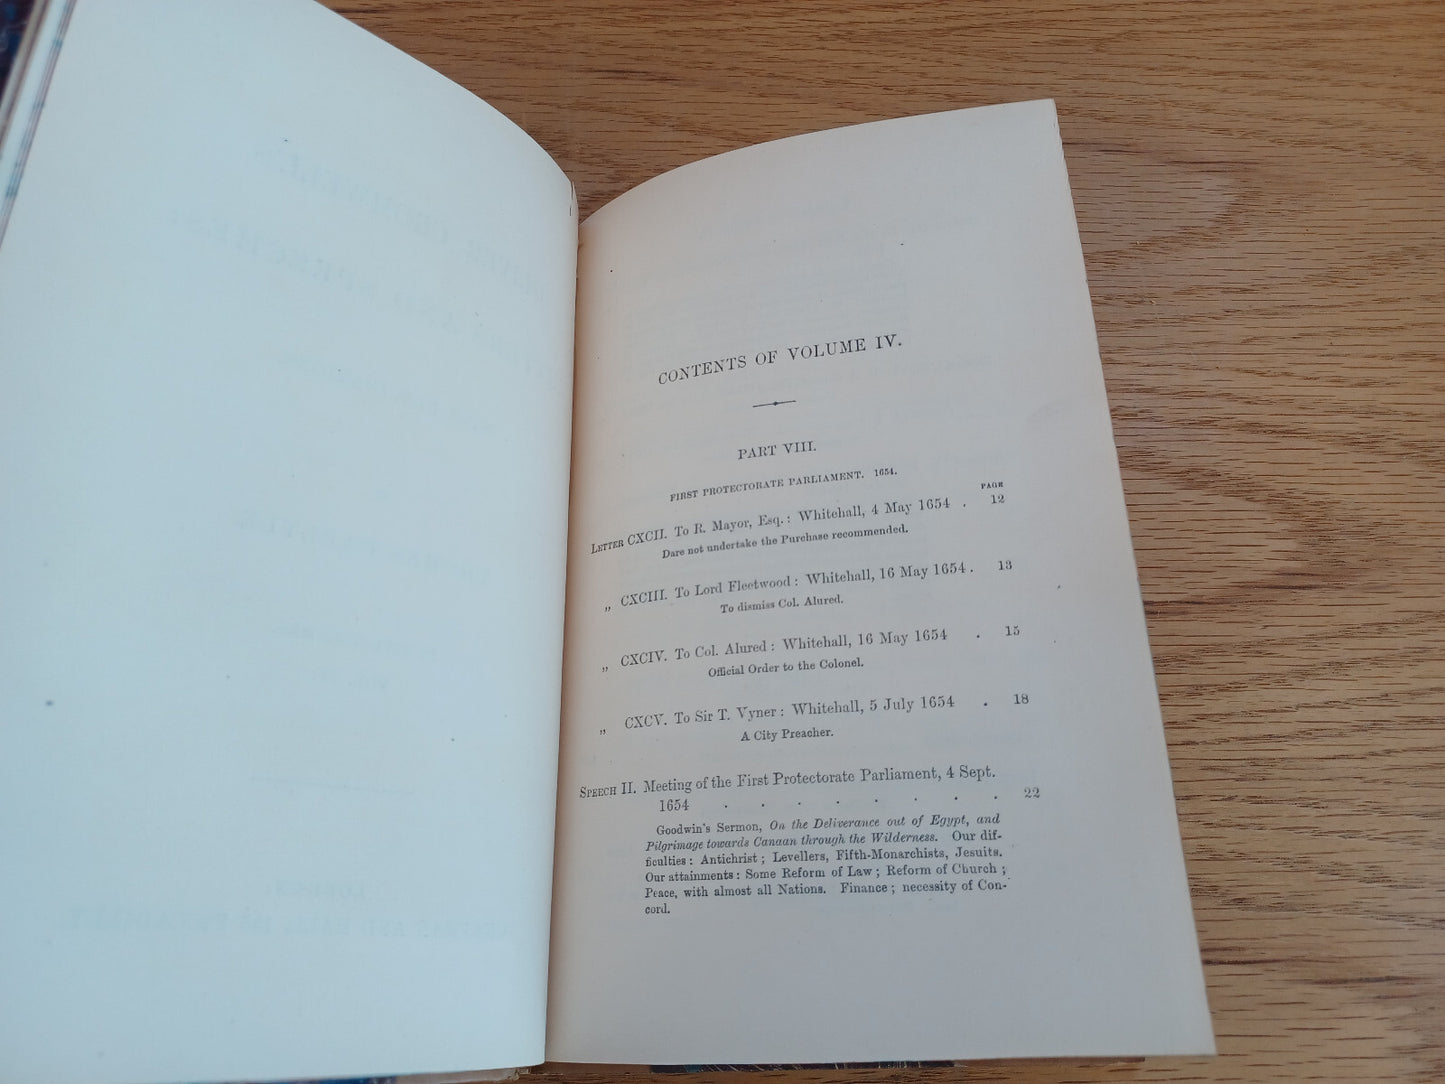 CONTENTS OF VOLUME IV.
PART VIII.
FIRST PROTECTORATE PARLIAMENT. 1654.
PAGE
LETTER CXCII. To R. Mayor, Esq.: Whitehall, 4 May 1654 . 12
Dare not undertake the Purchase recommended.
„ CXCIII. To Lord Fleetwood: Whitehall, 16 May 1654 . 13
To dismiss Col. Alured.
„ CXCIV. To Col. Alured: Whitehall, 16 May 1654 . 15
Official Order to the Colonel.
„ CXCV. To Sir T. Vyner: Whitehall, 5 July 1654 . 18
A City Preacher.
SPEECH II. Meeting of the First Protectorate Parliament, 4 Sept.
1654 . . . . . . . . 22
Goodwin's Sermon, On the Deliverance out of Egypt, and
Pilgrimage towards Canaan through the Wilderness. Our dif-
ficulties: Antichrist; Levellers, Fifth-Monarchists, Jesuits.
Our attainments: Some Reform of Law; Reform of Church;
Peace, with almost all Nations. Finance; necessity of Con-
cord.